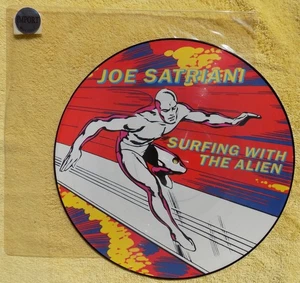 JOE SATRIANI
SURFING WITH
THE ALIEN